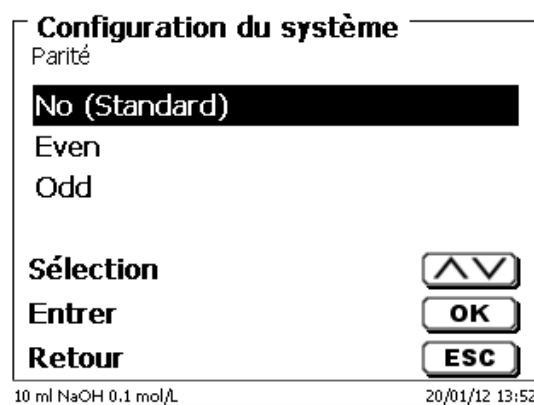 Configuration du système
Parité
No (Standard)
Even
Odd
Sélection
Entrer OK
Retour ESC
10 ml NaOH 0.1 mol/L 20/01/12 13:52